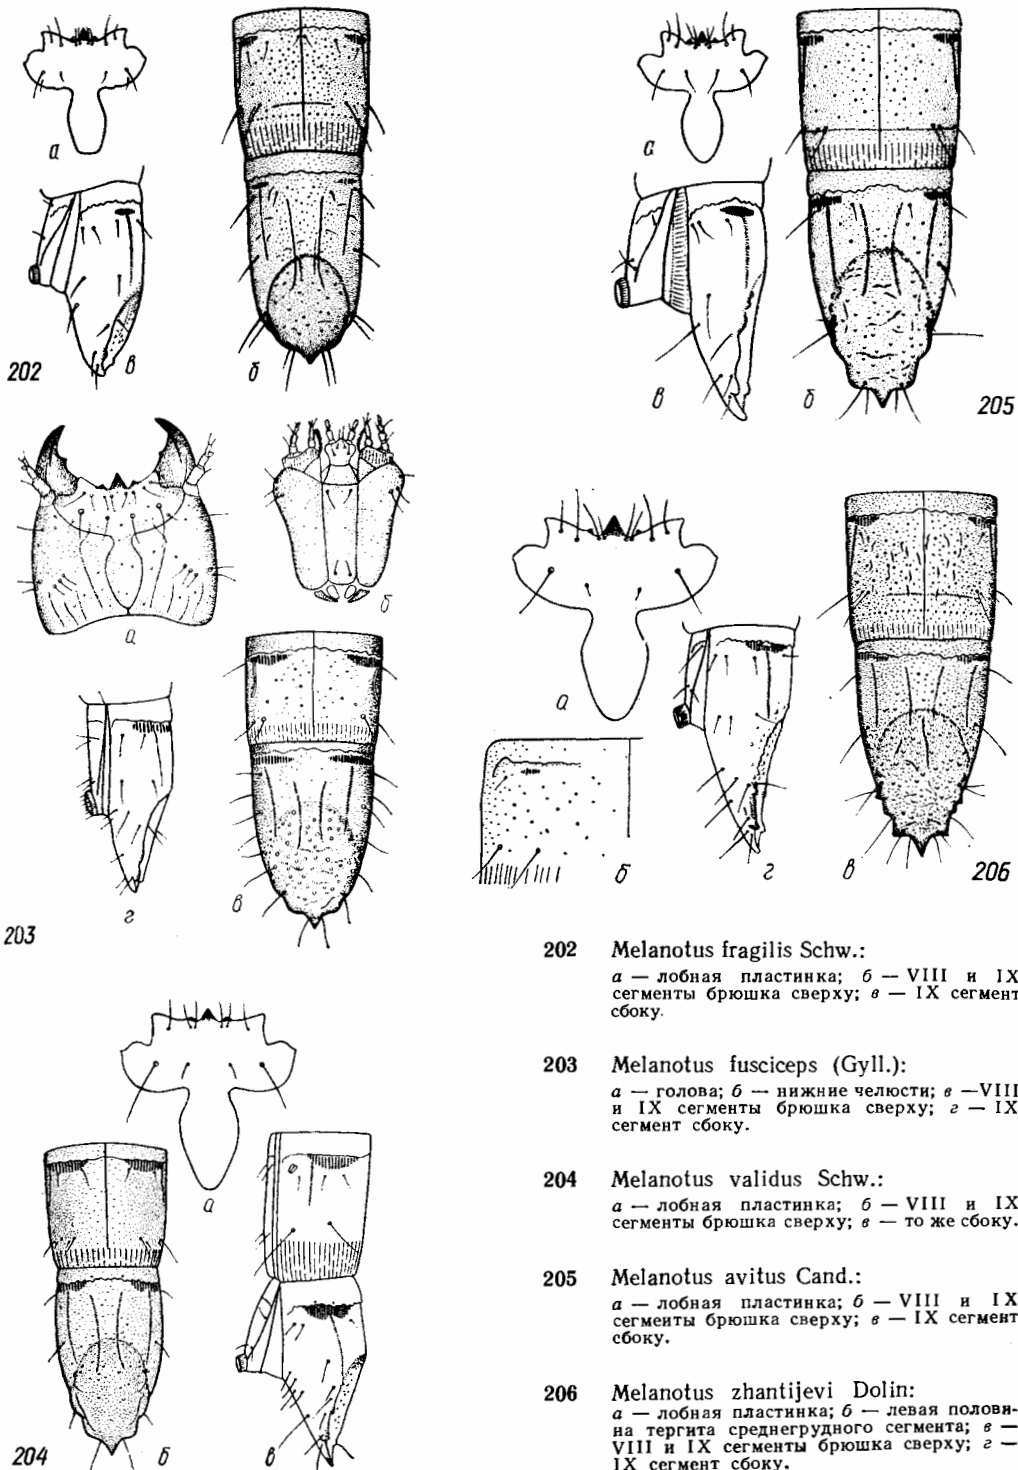 а
в
202
б
а
в
б
205
а
б
г
в
203
а
б
г
в
206
а
204
б
в
202 Melanotus fragilis Schw.:
а — лобная пластинка; б — VIII и IX
сегменты брюшка сверху; в — IX сегмент
сбоку.
203 Melanotus fusciceps (Gyll.):
а — голова; б — нижние челюсти; в —VIII
и IX сегменты брюшка сверху; г — IX
сегмент сбоку.
204 Melanotus validus Schw.:
а — лобная пластинка; б — VIII и IX
сегменты брюшка сверху; в — то же сбоку.
205 Melanotus avitus Cand.:
а — лобная пластинка; б — VIII и IX
сегменты брюшка сверху; в — IX сегмент
сбоку.
206 Melanotus zhantijevi Dolin:
а — лобная пластинка; б — левая полови-
на тергита среднегрудного сегмента; в —
VIII и IX сегменты брюшка сверху; г —
IX сегмент сбоку.